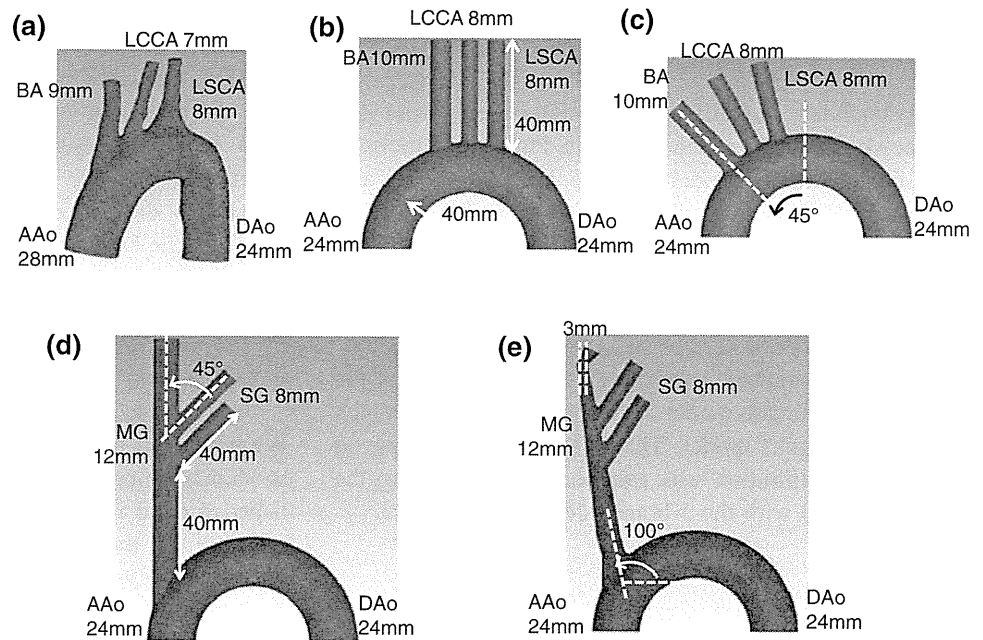 (a)
LCCA 7mm
BA 9mm
LSCA
8mm
AAo
28mm
DAo
24mm
(b)
LCCA 8mm
BA10mm
LSCA
8mm
40mm
40mm
AAo
24mm
DAo
24mm
(c)
LCCA 8mm
BA
10mm
LSCA 8mm
AAo
24mm
45°
DAo
24mm
(d)
45°
SG 8mm
MG
12mm
40mm
40mm
AAo
24mm
DAo
24mm
(e)
3mm
SG 8mm
MG
12mm
100°
AAo
24mm
DAo
24mm